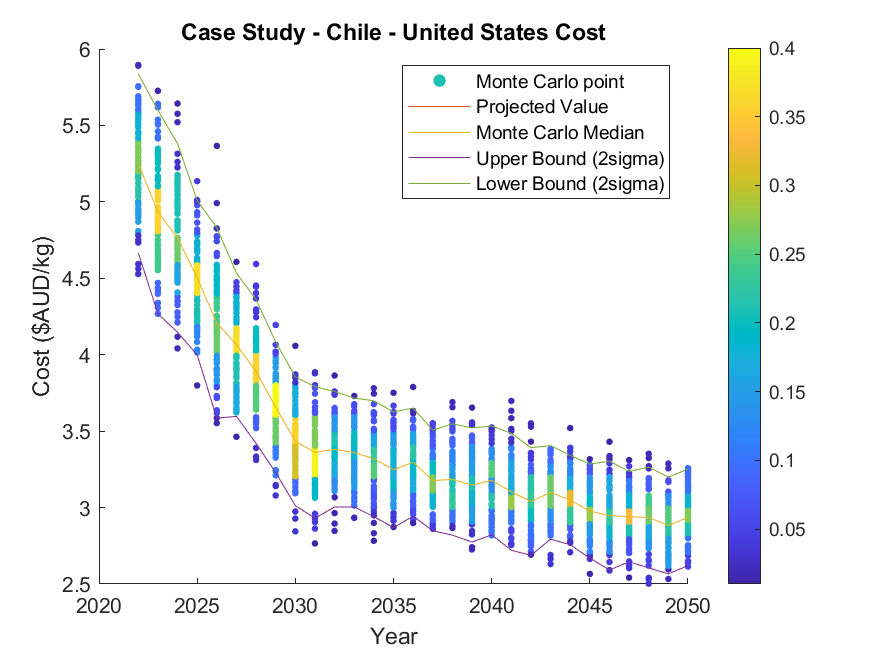 Case Study - Chile - United States Cost
Monte Carlo point
Projected Value
Monte Carlo Median
Upper Bound (2sigma)
Lower Bound (2sigma)
Cost ($AUD/kg)
6
5.5
5
4.5
4
3.5
3
2.5
2020
2025
2030
2035
2040
2045
2050
Year
0.4
0.35
0.3
0.25
0.2
0.15
0.1
0.05